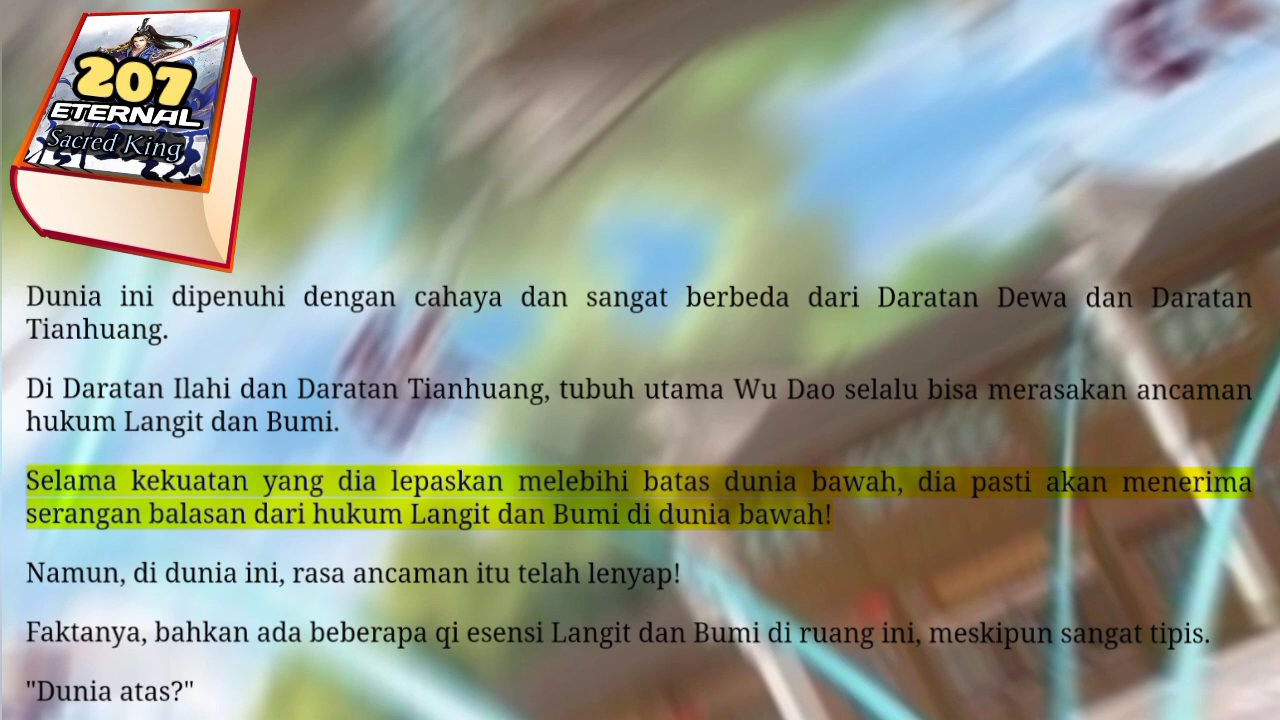 207
ETERNAL
Sacred King
Dunia ini dipenuhi dengan cahaya dan sangat berbeda dari Daratan Dewa dan Daratan
Tianhuang.
Di Daratan Ilahi dan Daratan Tianhuang, tubuh utama Wu Dao selalu bisa merasakan ancaman
hukum Langit dan Bumi.
Selama kekuatan yang dia lepaskan melebihi batas dunia bawah, dia pasti akan menerima
serangan balasan dari hukum Langit dan Bumi di dunia bawah!
Namun, di dunia ini, rasa ancaman itu telah lenyap!
Faktanya, bahkan ada beberapa qi esensi Langit dan Bumi di ruang ini, meskipun sangat tipis.
"Dunia atas?"